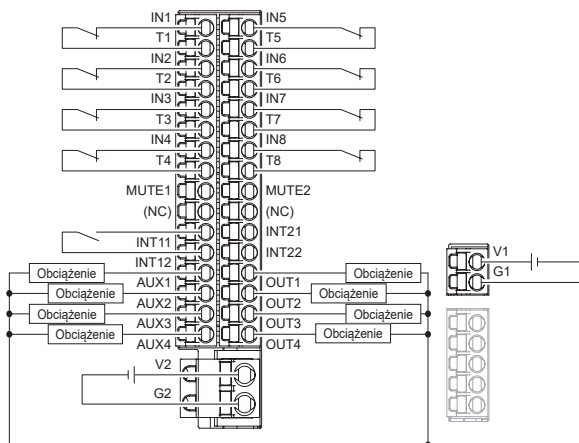 IN1 IN5
T1 T5
IN2 IN6
T2 T6
IN3 IN7
T3 T7
IN4 IN8
T4 T8
MUTE1 MUTE2
(NC) (NC)
INT21
INT11 INT22
INT12
Obciążenie Obciążenie
AUX1 OUT1
Obciążenie Obciążenie
AUX2 OUT2
Obciążenie Obciążenie
AUX3 OUT3
Obciążenie Obciążenie
AUX4 OUT4
V2
G2
V1
G1